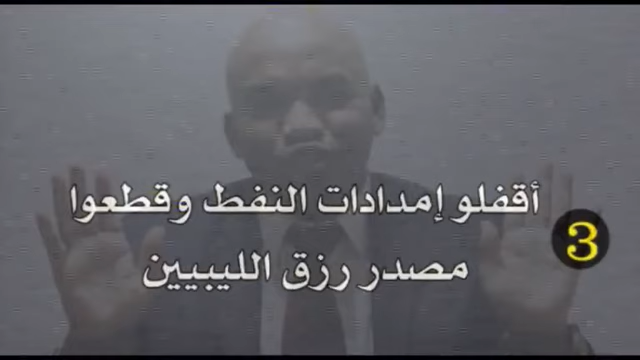 أقفلو إمدادات النفط وقطعوا
3
مصدر رزق الليبيين